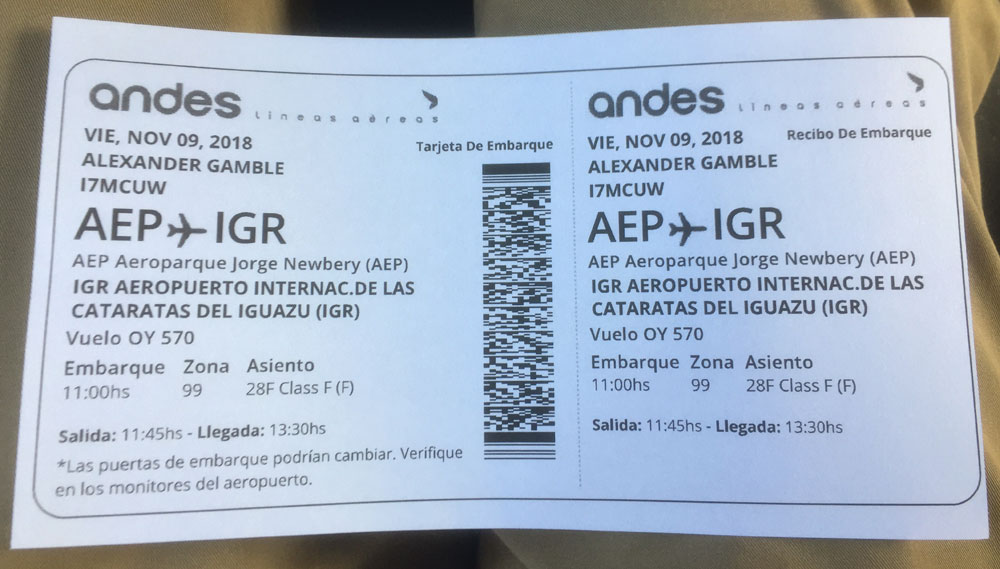 andes líneas aéreas
VIE, NOV 09, 2018
Tarjeta De Embarque
ALEXANDER GAMBLE
I7MCUW
AEP IGR
AEP Aeroparque Jorge Newbery (AEP)
IGR AEROPUERTO INTERNAC.DE LAS
CATARATAS DEL IGUAZU (IGR)
Vuelo OY 570
Embarque Zona Asiento
11:00hs 99 28F Class F (F)
Salida: 11:45hs - Llegada: 13:30hs
*Las puertas de embarque podrían cambiar. Verifique
en los monitores del aeropuerto.
andes líneas aéreas
VIE, NOV 09, 2018
Recibo De Embarque
ALEXANDER GAMBLE
I7MCUW
AEP IGR
AEP Aeroparque Jorge Newbery (AEP)
IGR AEROPUERTO INTERNAC.DE LAS
CATARATAS DEL IGUAZU (IGR)
Vuelo OY 570
Embarque Zona Asiento
11:00hs 99 28F Class F (F)
Salida: 11:45hs - Llegada: 13:30hs